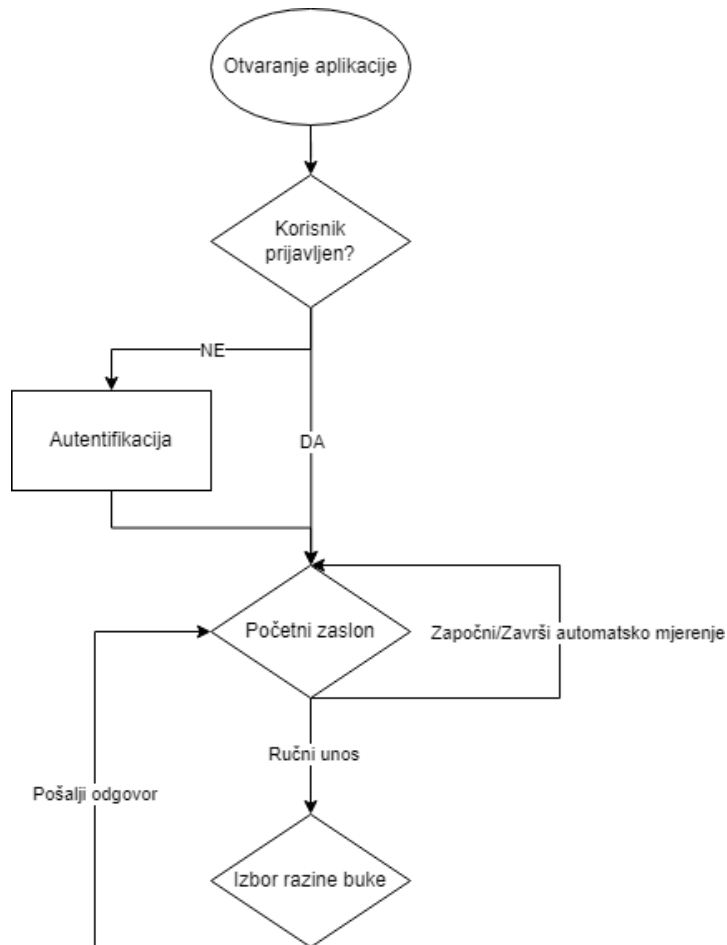 Otvaranje aplikacije
Korisnik
prijavljen?
NE
Autentifikacija
DA
Početni zaslon
Započni/Završi automatsko mjerenje
Ručni unos
Pošalji odgovor
Izbor razine buke